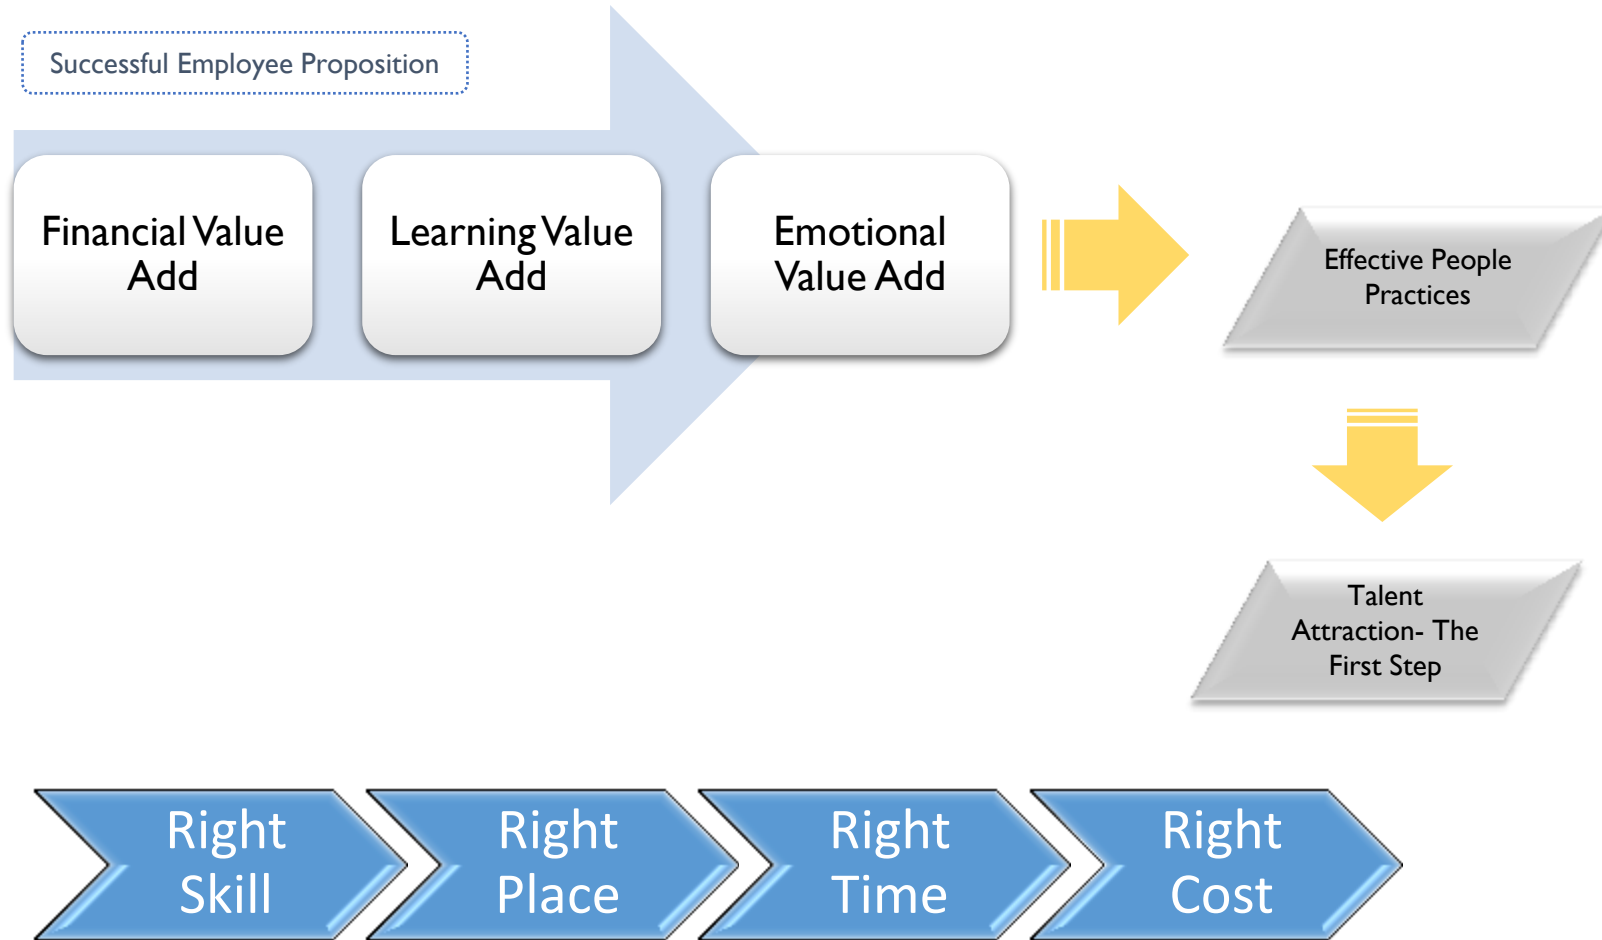 Successful Employee Proposition
Financial Value
Add
Learning Value
Add
Emotional
Value Add
Effective People
Practices
Talent
Attraction- The
First Step
Right
Skill
Right
Place
Right
Time
Right
Cost